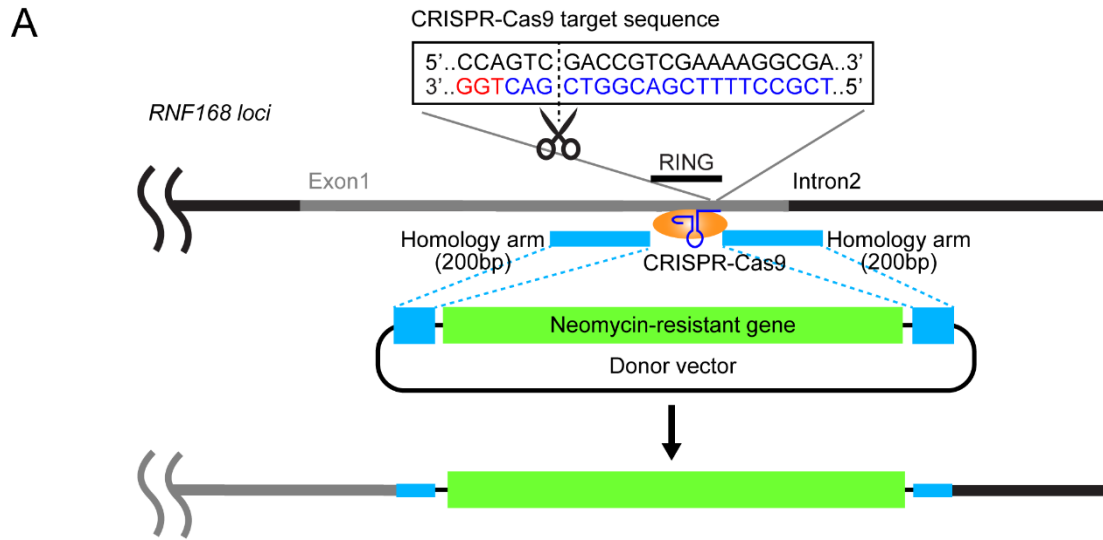 A
CRISPR-Cas9 target sequence
5’..CCAGTC GACCGTCGAAAAGGCGA..3’
3’..GGTCAG CTGGCAGCTTTTCCGCT..5’
RNF168 loci
RING
Exon1
Intron2
Homology arm
(200bp)
CRISPR-Cas9
Homology arm
(200bp)
Neomycin-resistant gene
Donor vector